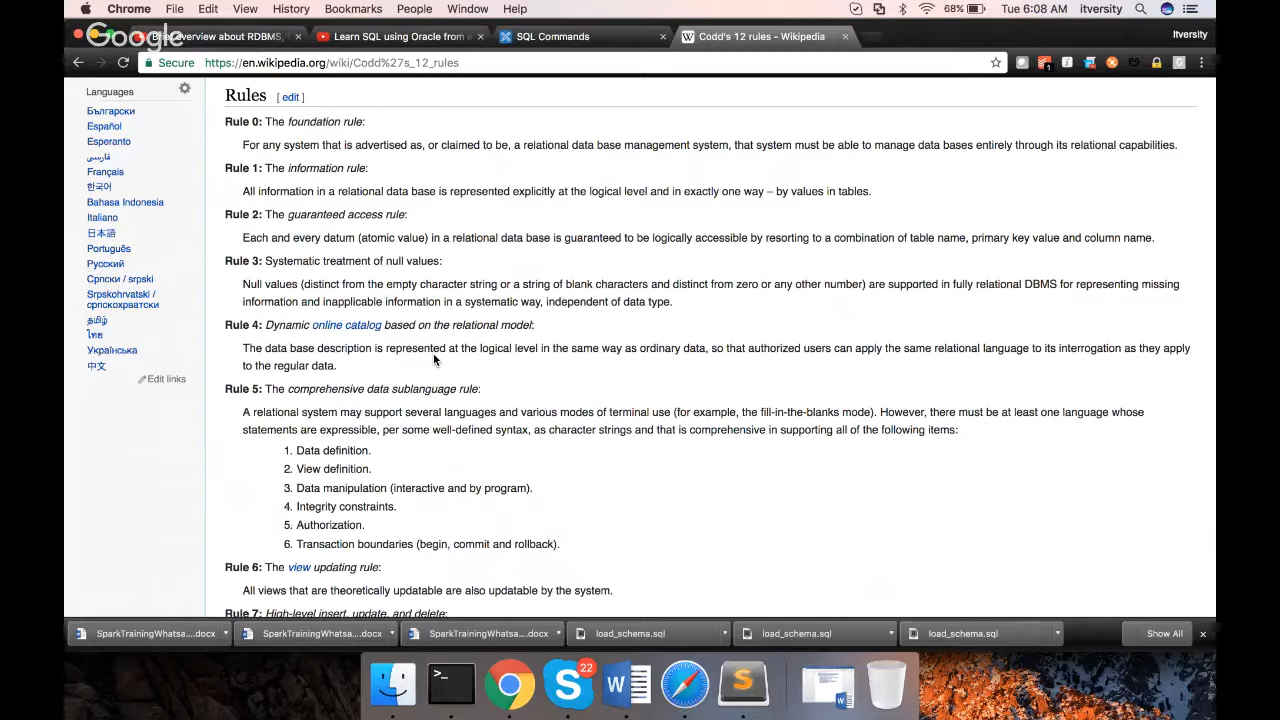 Chrome File Edit View History Bookmarks People Window Help 68% Tue 6:08 AM itversity
Google
overview about RDBMS, Learn SQL using Oracle from SQL Commands Codd's 12 rules - Wikipedia Itversity
Secure https://en.wikipedia.org/wiki/Codd%27s_12_rules 1
Languages
Български
Español
Esperanto
فارسی
Français
한국어
Bahasa Indonesia
Italiano
日本語
Português
Русский
Српски / srpski
Srpskohrvatski /
српскохрватски
தமிழ்
ไทย
Українська
中文
Edit links
Rules [ edit ]
Rule 0: The foundation rule:
For any system that is advertised as, or claimed to be, a relational data base management system, that system must be able to manage data bases entirely through its relational capabilities.
Rule 1: The information rule:
All information in a relational data base is represented explicitly at the logical level and in exactly one way – by values in tables.
Rule 2: The guaranteed access rule:
Each and every datum (atomic value) in a relational data base is guaranteed to be logically accessible by resorting to a combination of table name, primary key value and column name.
Rule 3: Systematic treatment of null values:
Null values (distinct from the empty character string or a string of blank characters and distinct from zero or any other number) are supported in fully relational DBMS for representing missing
information and inapplicable information in a systematic way, independent of data type.
Rule 4: Dynamic online catalog based on the relational model:
The data base description is represented at the logical level in the same way as ordinary data, so that authorized users can apply the same relational language to its interrogation as they apply
to the regular data.
Rule 5: The comprehensive data sublanguage rule:
A relational system may support several languages and various modes of terminal use (for example, the fill-in-the-blanks mode). However, there must be at least one language whose
statements are expressible, per some well-defined syntax, as character strings and that is comprehensive in supporting all of the following items:
1. Data definition.
2. View definition.
3. Data manipulation (interactive and by program).
4. Integrity constraints.
5. Authorization.
6. Transaction boundaries (begin, commit and rollback).
Rule 6: The view updating rule:
All views that are theoretically updatable are also updatable by the system.
Rule 7: High-level insert, update, and delete:
SparkTrainingWhatsa....docx SparkTrainingWhatsa....docx SparkTrainingWhatsa....docx load_schema.sql load_schema.sql load_schema.sql Show All
22